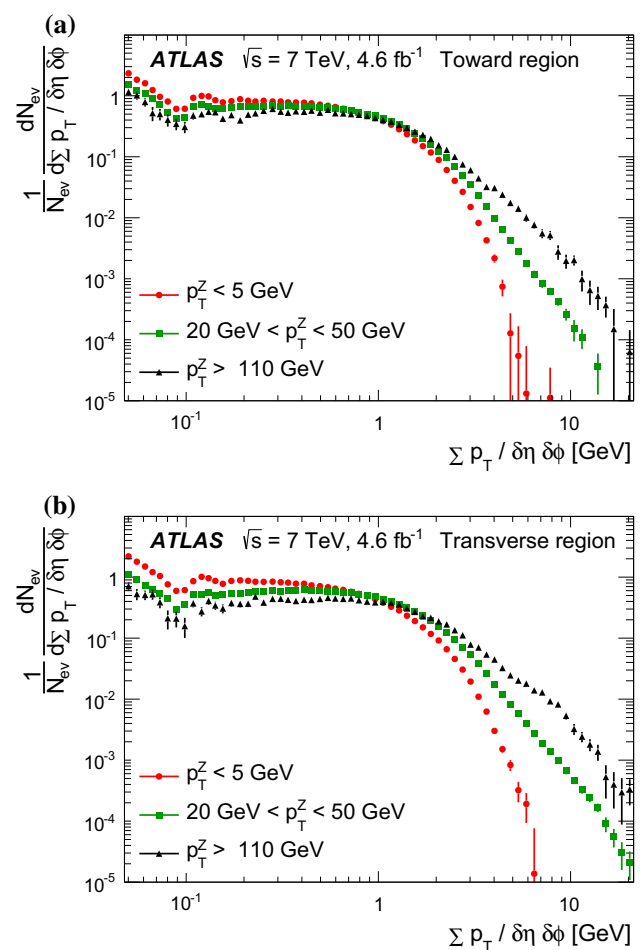 (a)
ATLAS √s = 7 TeV, 4.6 fb⁻¹ Toward region
1/N_ev dN_ev/d∑ p_T / δη δϕ
1
10⁻¹
10⁻²
10⁻³
10⁻⁴
10⁻⁵
p_T^Z < 5 GeV
20 GeV < p_T^Z < 50 GeV
p_T^Z > 110 GeV
10⁻¹ 1 10
∑ p_T / δη δϕ [GeV]
(b)
ATLAS √s = 7 TeV, 4.6 fb⁻¹ Transverse region
1/N_ev dN_ev/d∑ p_T / δη δϕ
1
10⁻¹
10⁻²
10⁻³
10⁻⁴
10⁻⁵
p_T^Z < 5 GeV
20 GeV < p_T^Z < 50 GeV
p_T^Z > 110 GeV
10⁻¹ 1 10
∑ p_T / δη δϕ [GeV]